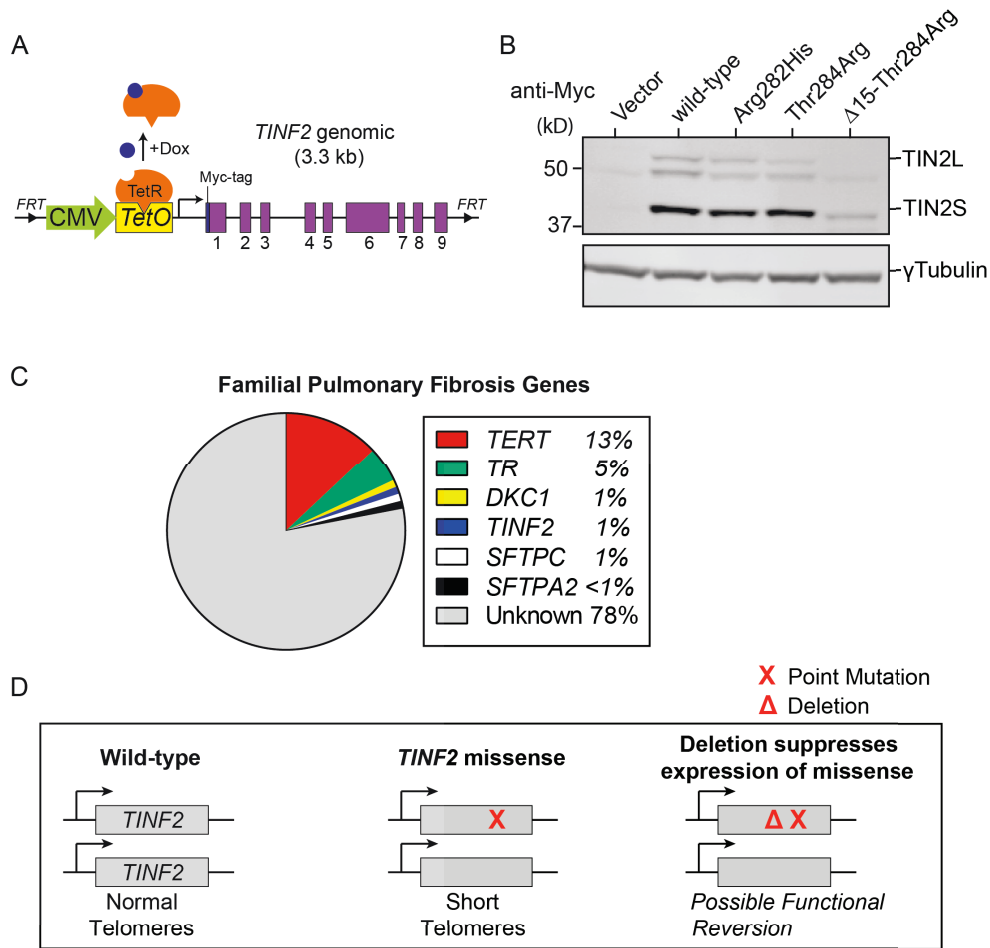 A
+Dox
TINF2 genomic
(3.3 kb)
Myc-tag
FRT
CMV
TetR
TetO
FRT
1 2 3 4 5 6 7 8 9
B
anti-Myc
(kD)
Vector
wild-type
Arg282His
Thr284Arg
Δ15-Thr284Arg
50
37
TIN2L
TIN2S
γTubulin
C
Familial Pulmonary Fibrosis Genes
TERT 13%
TR 5%
DKC1 1%
TINF2 1%
SFTPC 1%
SFTPA2 <1%
Unknown 78%
D
X Point Mutation
Δ Deletion
Wild-type
TINF2
TINF2
Normal
Telomeres
TINF2 missense
X
Short
Telomeres
Deletion suppresses
expression of missense
Δ X
Possible Functional
Reversion